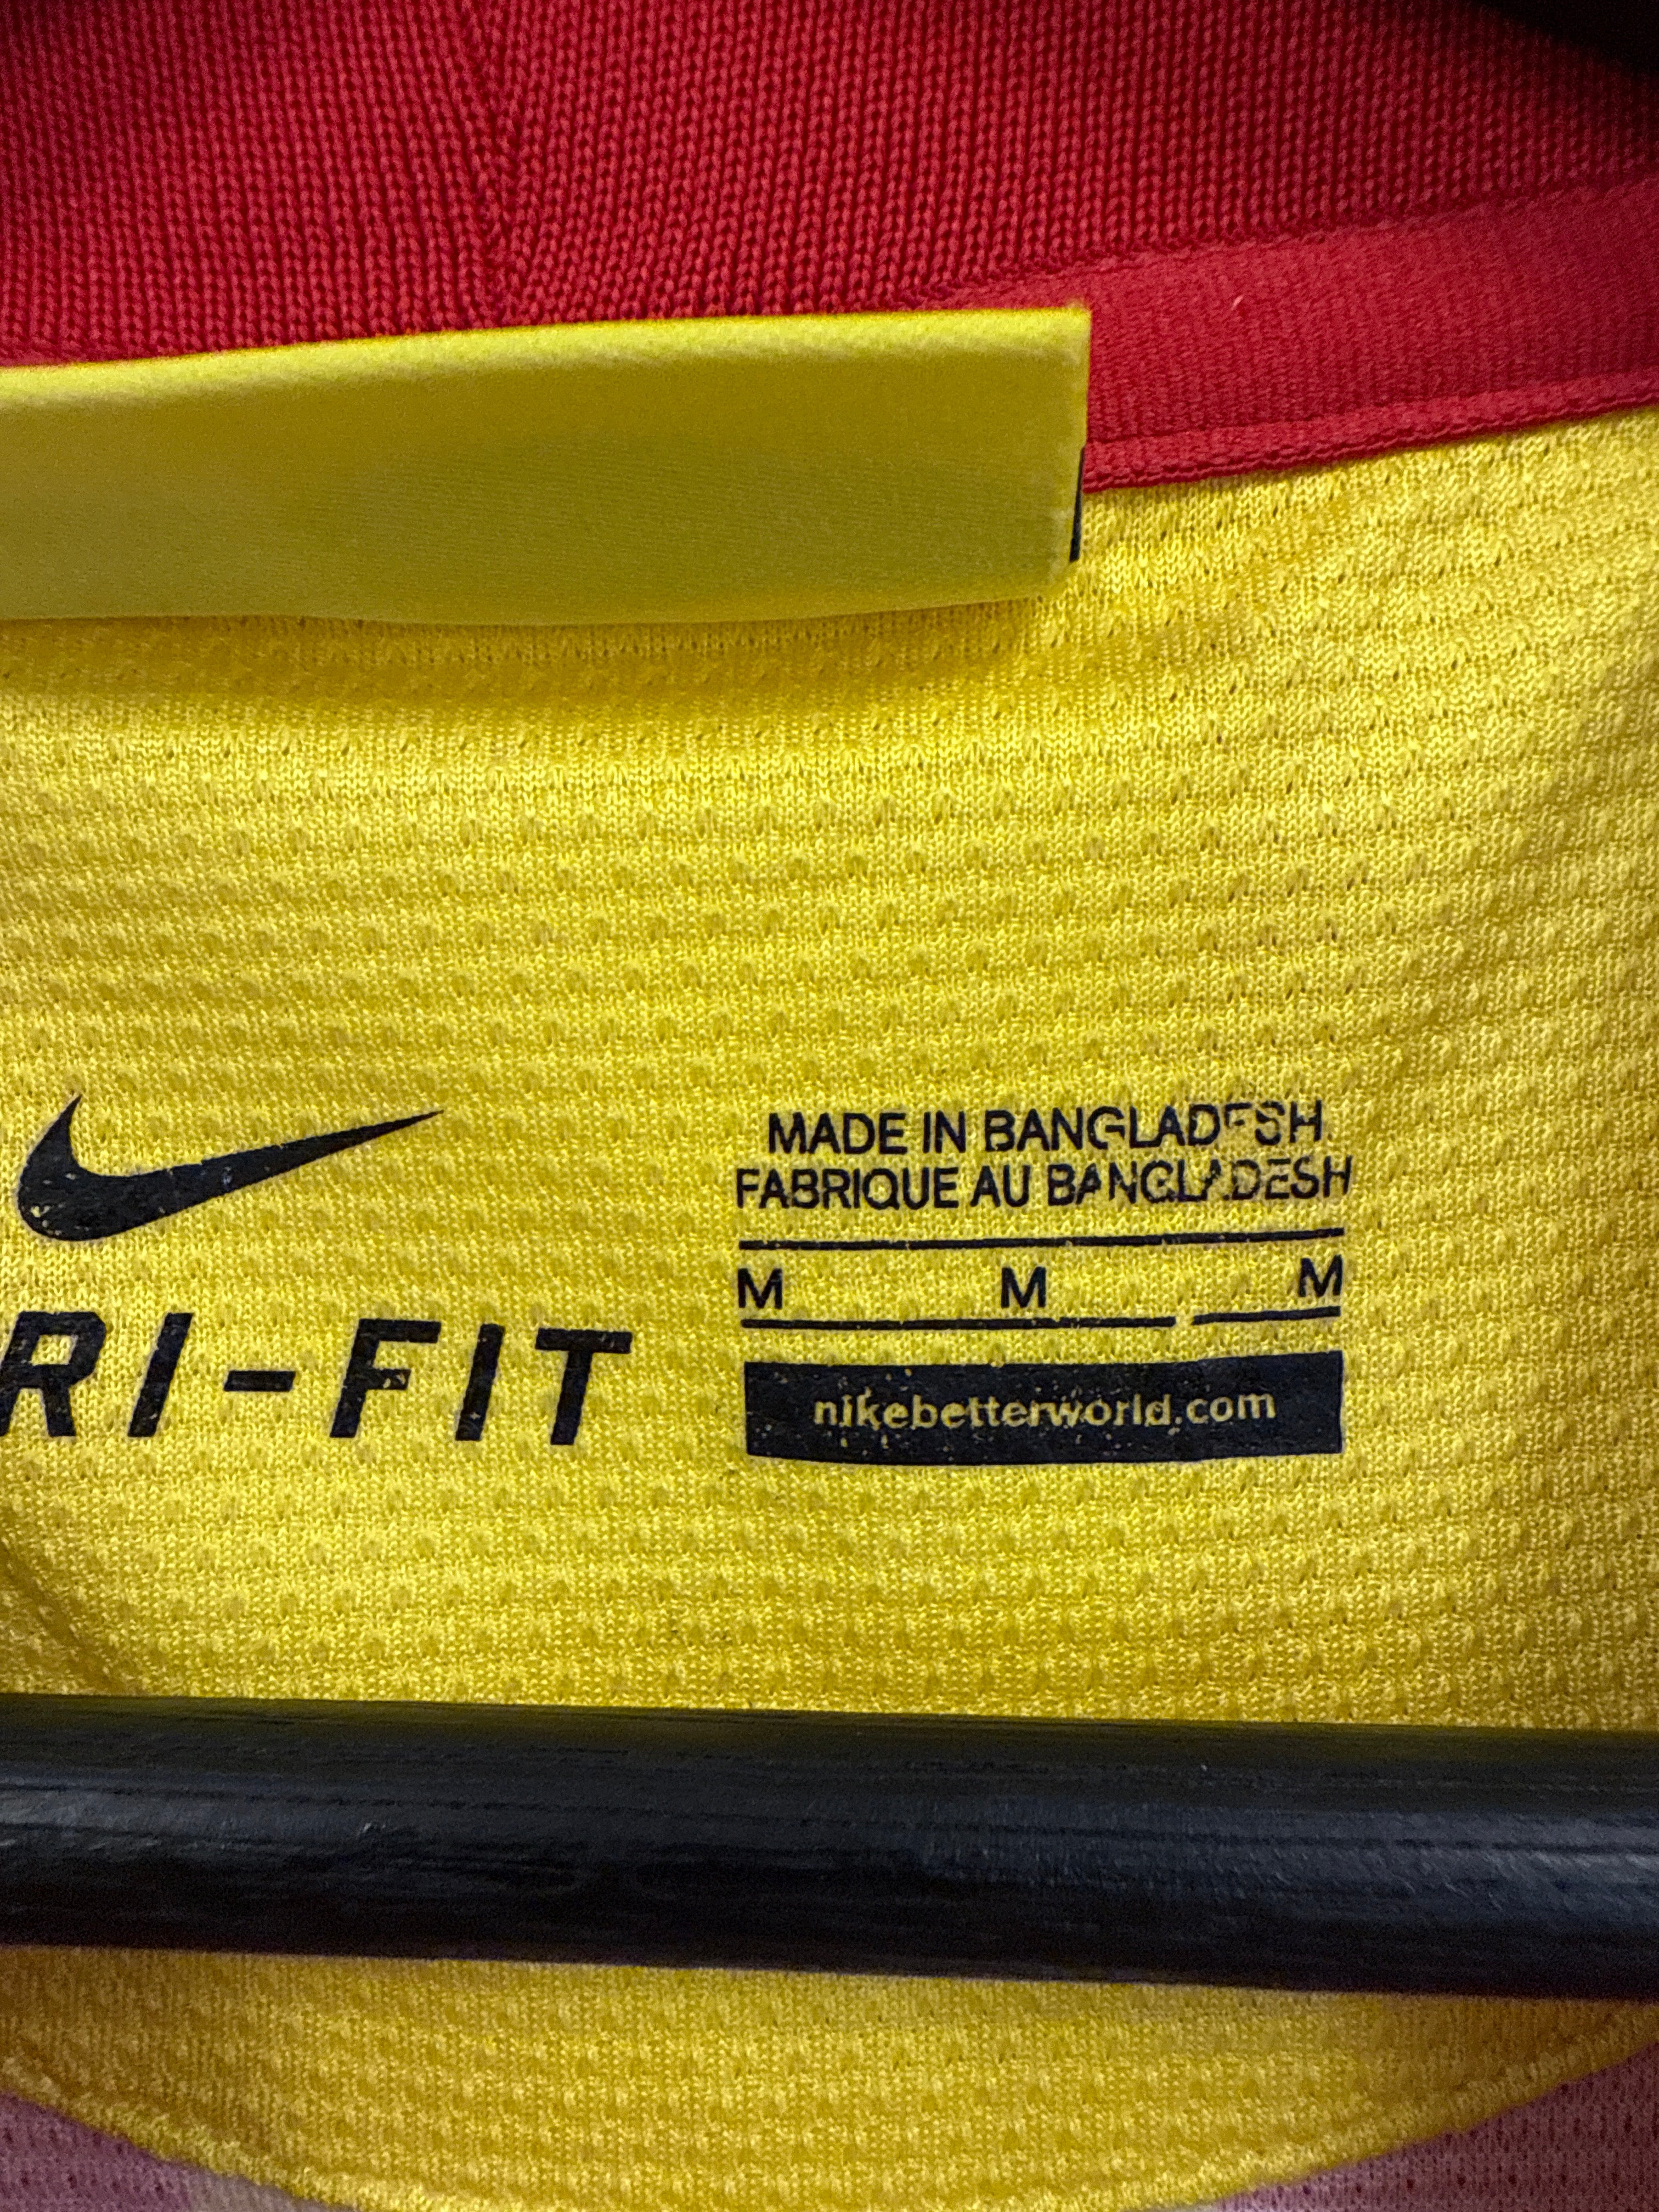 MADE IN BANGLADESH
FABRIQUE AU BANGLADESH
M M M
RI-FIT
nikebetterworld.com